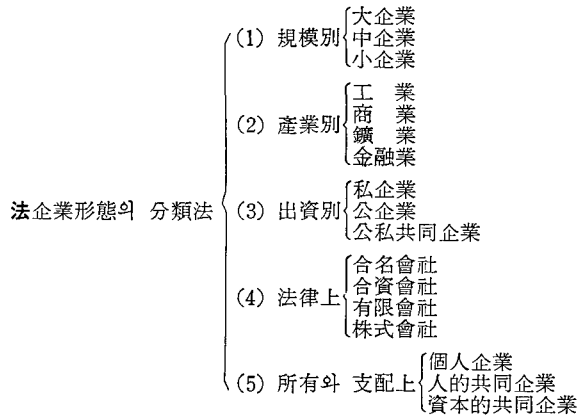 法企業形態의 分類法
(1) 規模別
大企業
中企業
小企業
(2) 產業別
工 業
商 業
鑛 業
金融業
(3) 出資別
私企業
公企業
公私共同企業
(4) 法律上
合名會社
合資會社
有限會社
株式會社
(5) 所有와 支配上
個人企業
人的共同企業
資本的共同企業